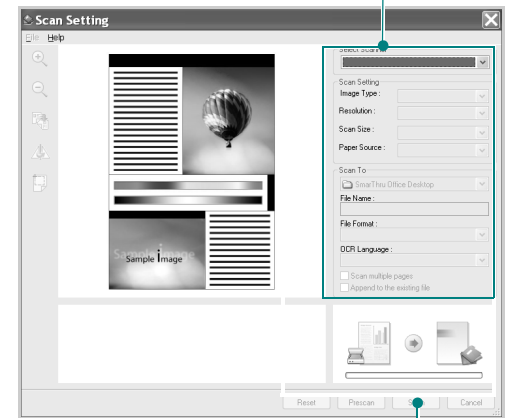 Scan Setting
File Help
Select Scanner
Scan Setting
Image Type :
Resolution :
Scan Size :
Paper Source :
Scan To
SmarThru Office Desktop
File Name :
File Format :
OCR Language :
Scan multiple pages
Append to the existing file
Sample image
Sample image
Reset Prescan Scan Cancel